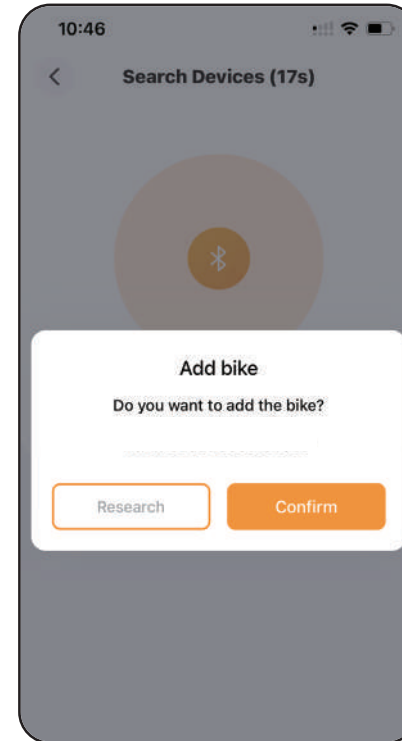 10:46
Search Devices (17s)
Add bike
Do you want to add the bike?
Research
Confirm